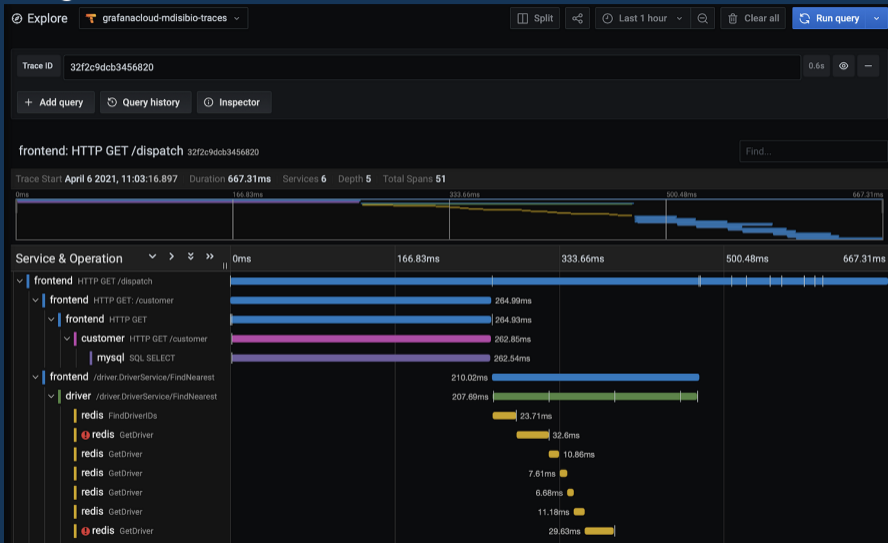 Explore grafanacloud-mdisibio-traces Split Last 1 hour Clear all Run query
Trace ID 32f2c9dcb3456820 0.6s
+ Add query Query history Inspector
frontend: HTTP GET /dispatch 32f2c9dcb3456820 Find...
Trace Start April 6 2021, 11:03:16.897 Duration 667.31ms Services 6 Depth 5 Total Spans 51
0ms 166.83ms 333.66ms 500.48ms 667.31ms
Service & Operation 0ms 166.83ms 333.66ms 500.48ms 667.31ms
frontend HTTP GET /dispatch
frontend HTTP GET: /customer 264.99ms
frontend HTTP GET 264.93ms
customer HTTP GET /customer 262.85ms
mysql SQL SELECT 262.54ms
frontend /driver.DriverService/FindNearest 210.02ms
driver /driver.DriverService/FindNearest 207.69ms
redis FindDriverIDs 23.71ms
redis GetDriver 32.6ms
redis GetDriver 10.86ms
redis GetDriver 7.61ms
redis GetDriver 6.68ms
redis GetDriver 11.18ms
redis GetDriver 29.63ms